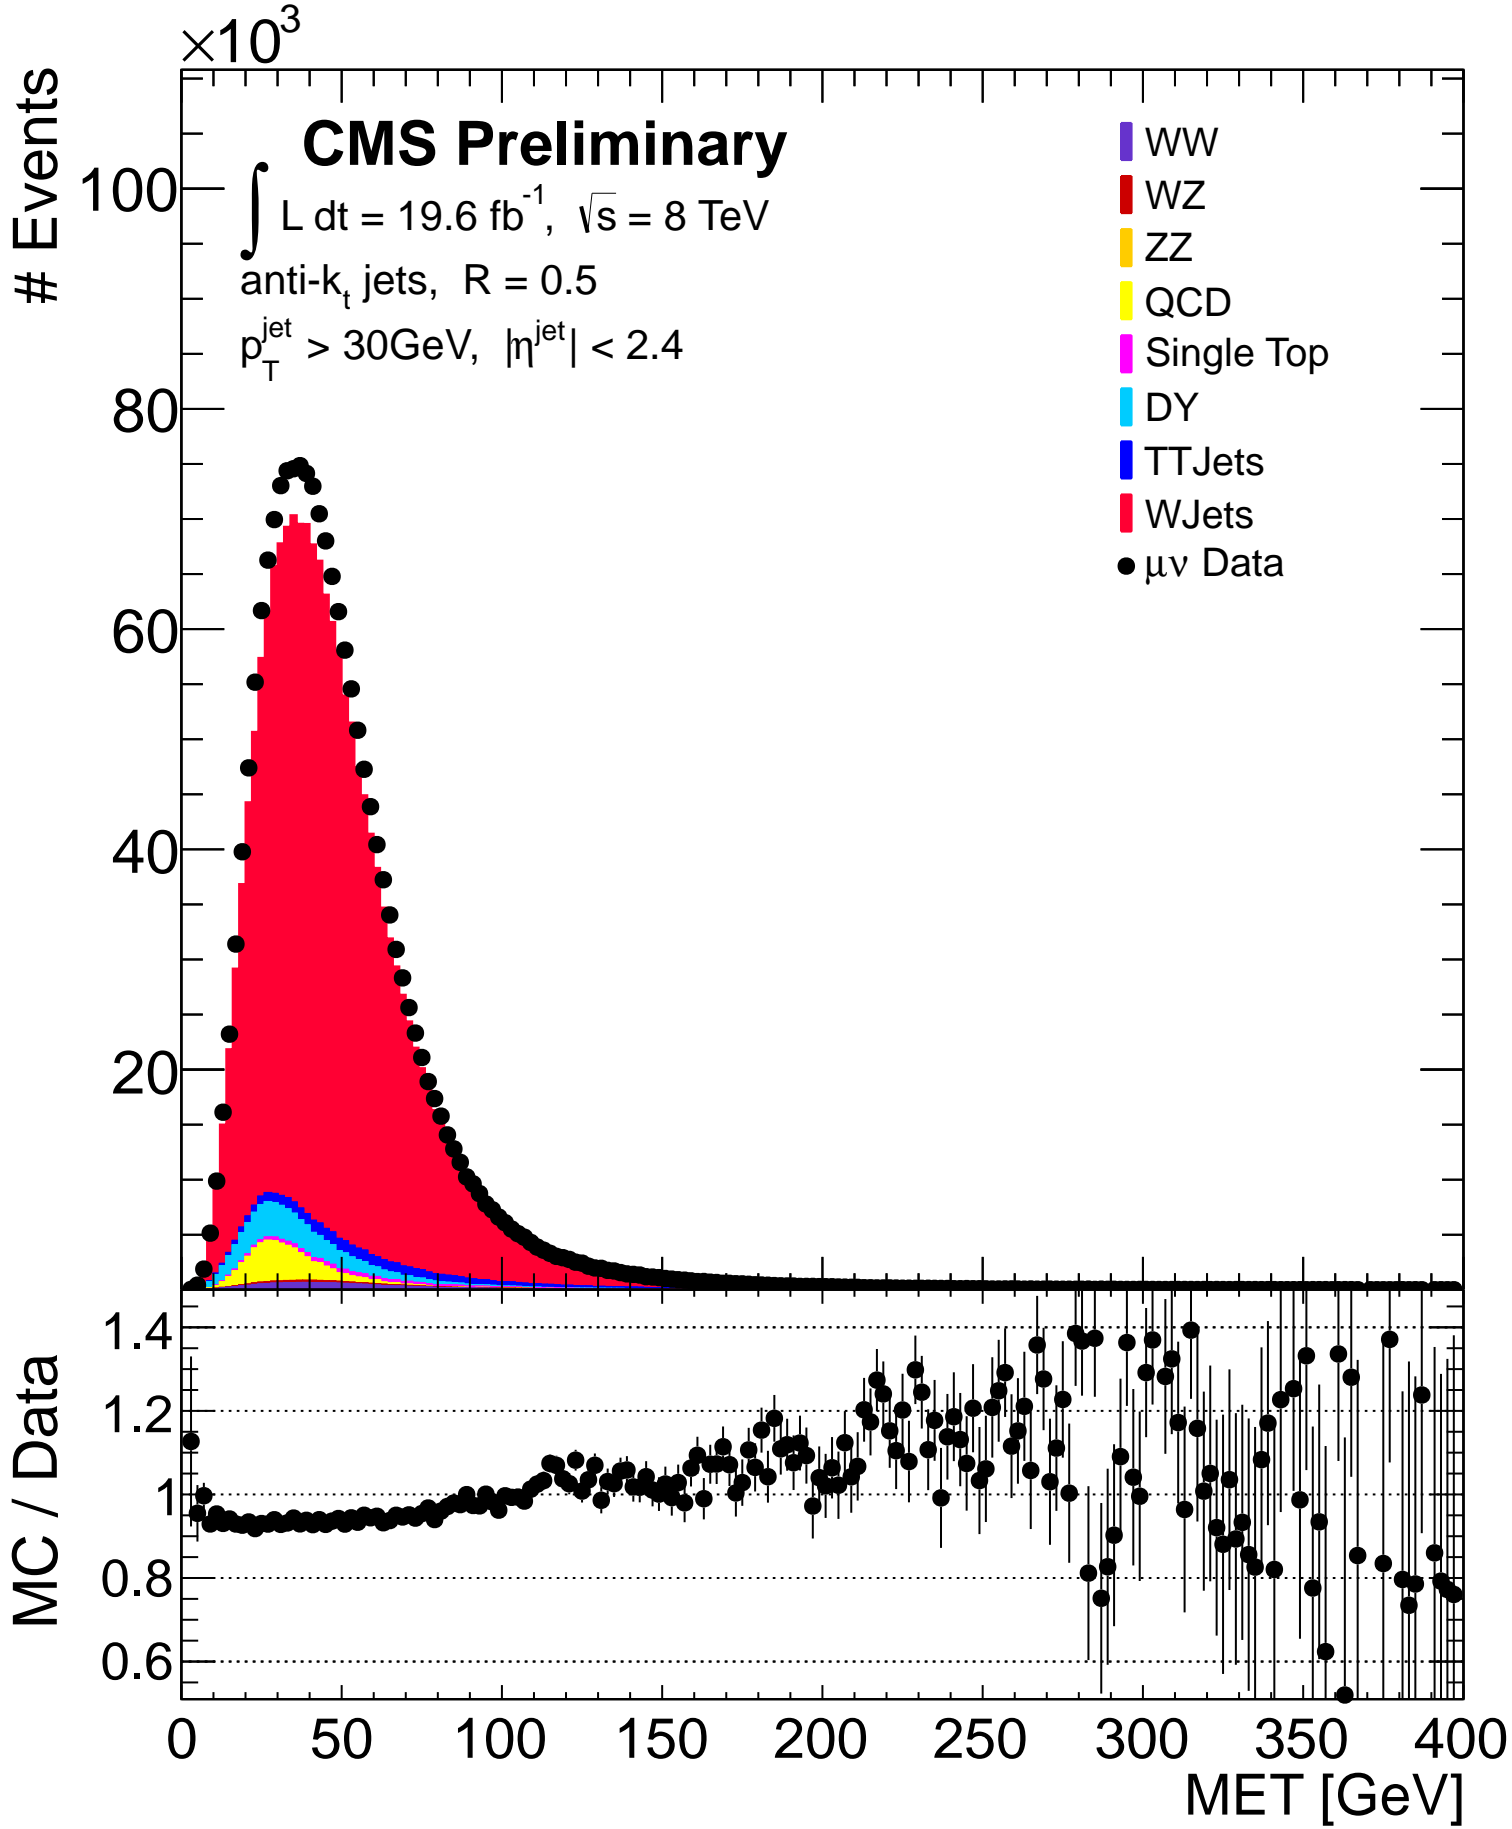 ×10³
# Events
CMS Preliminary
∫ L dt = 19.6 fb⁻¹, √s = 8 TeV
anti-kₜ jets, R = 0.5
p_T^jet > 30GeV, |η^jet| < 2.4
WW
WZ
ZZ
QCD
Single Top
DY
TTJets
WJets
μν Data
100
80
60
40
20
MC / Data
1.4
1.2
1
0.8
0.6
0 50 100 150 200 250 300 350 400
MET [GeV]